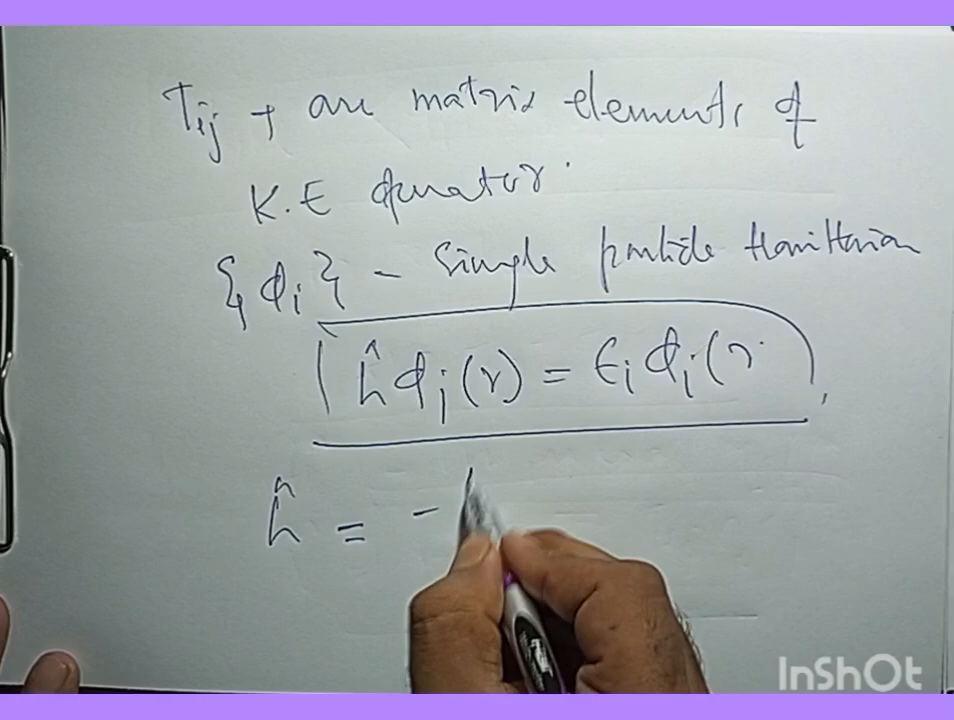 Tij → are matrix elements of
K.E operator.
{ϕi} - Single particle Hamiltonian
ĥϕi(r) = ϵiϕi(r)
ĥ = -
InShOt